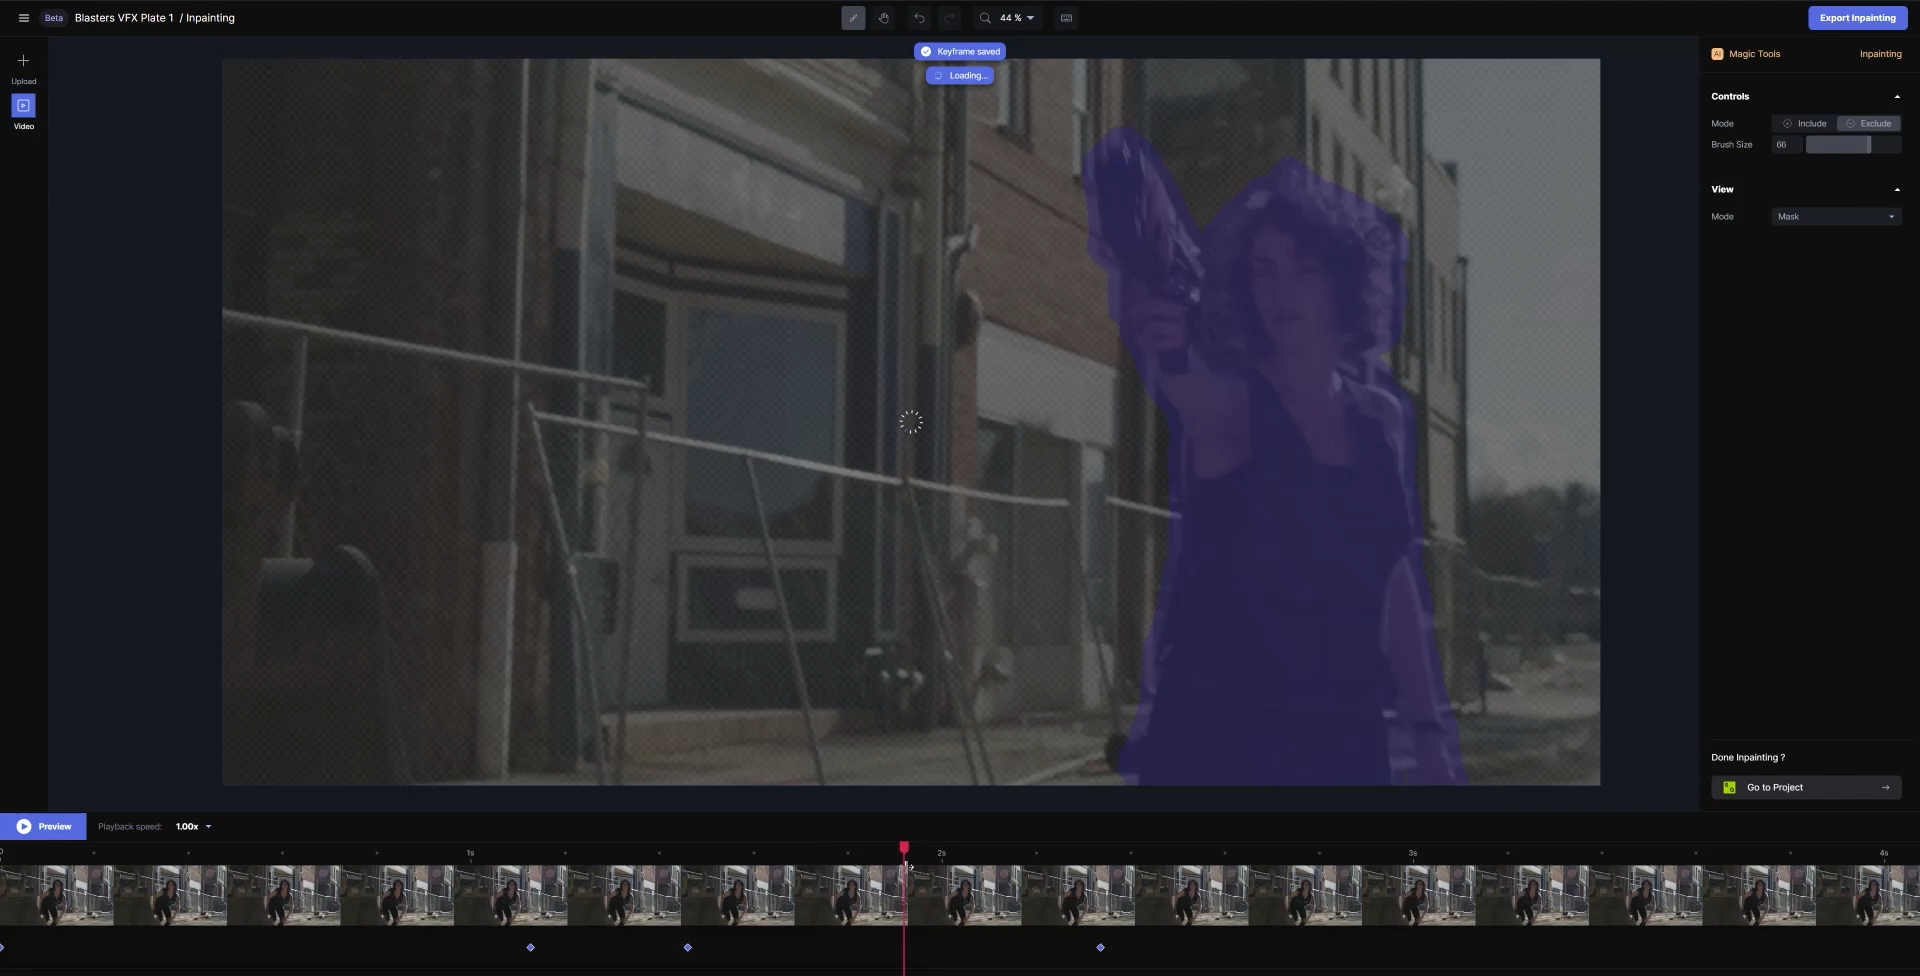 Beta Blasters VFX Plate 1 / Inpainting 44 % Export Inpainting
Keyframe saved
Loading...
Upload
Video
AI Magic Tools Inpainting
Controls
Mode Include Exclude
Brush Size 66
View
Mode Mask
Done Inpainting ?
Go to Project
Preview Playback speed: 1.00x
0 1s 2s 3s 4s